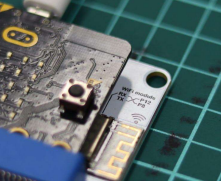 WiFi module
RX P12
TX P8